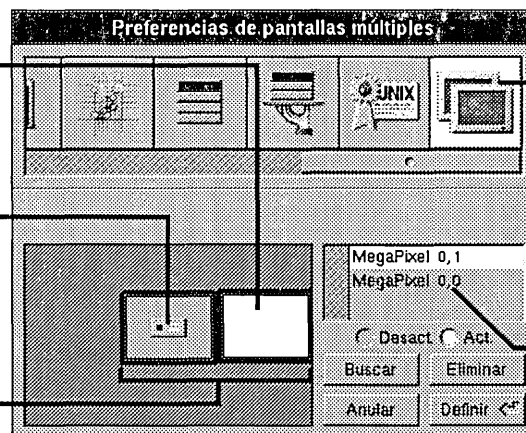 Preferencias de pantallas múltiples
UNIX
MegaPixel 0,1
MegaPixel 0,0
Desact. Act.
Buscar Eliminar
Anular Definir